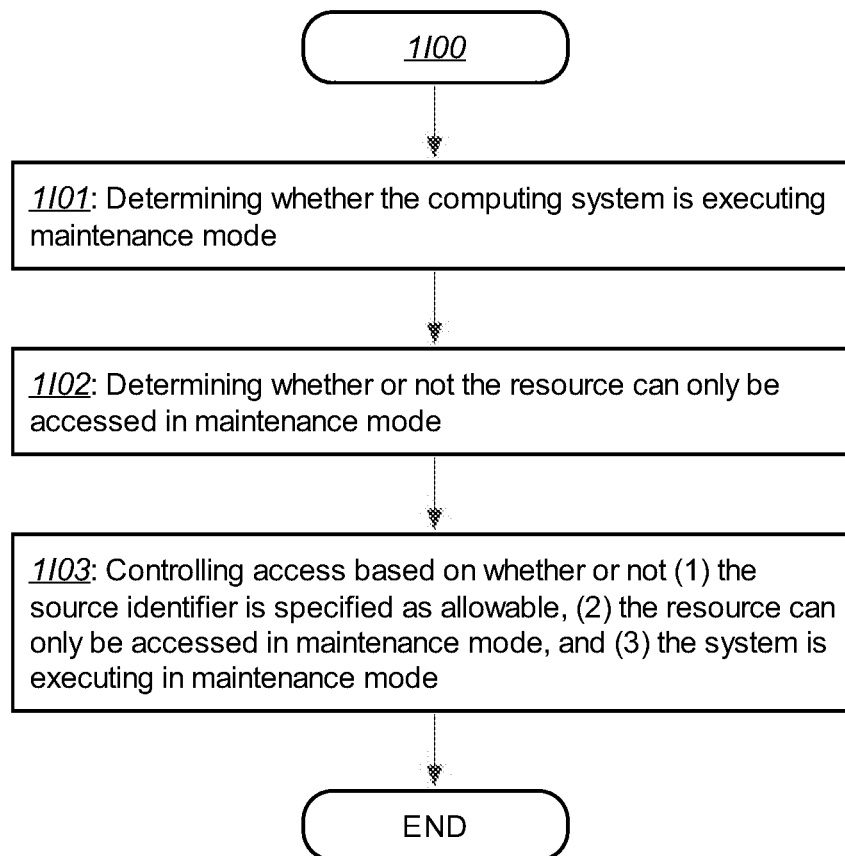 1I00
1I01: Determining whether the computing system is executing
maintenance mode
1I02: Determining whether or not the resource can only be
accessed in maintenance mode
1I03: Controlling access based on whether or not (1) the
source identifier is specified as allowable, (2) the resource can
only be accessed in maintenance mode, and (3) the system is
executing in maintenance mode
END